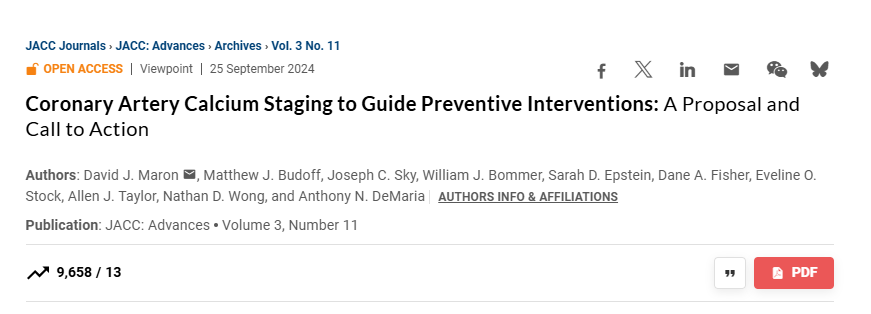 JACC Journals › JACC: Advances › Archives › Vol. 3 No. 11
OPEN ACCESS | Viewpoint | 25 September 2024
Coronary Artery Calcium Staging to Guide Preventive Interventions: A Proposal and
Call to Action
Authors: David J. Maron, Matthew J. Budoff, Joseph C. Sky, William J. Bommer, Sarah D. Epstein, Dane A. Fisher, Eveline O.
Stock, Allen J. Taylor, Nathan D. Wong, and Anthony N. DeMaria | AUTHORS INFO & AFFILIATIONS
Publication: JACC: Advances • Volume 3, Number 11
9,658 / 13
PDF